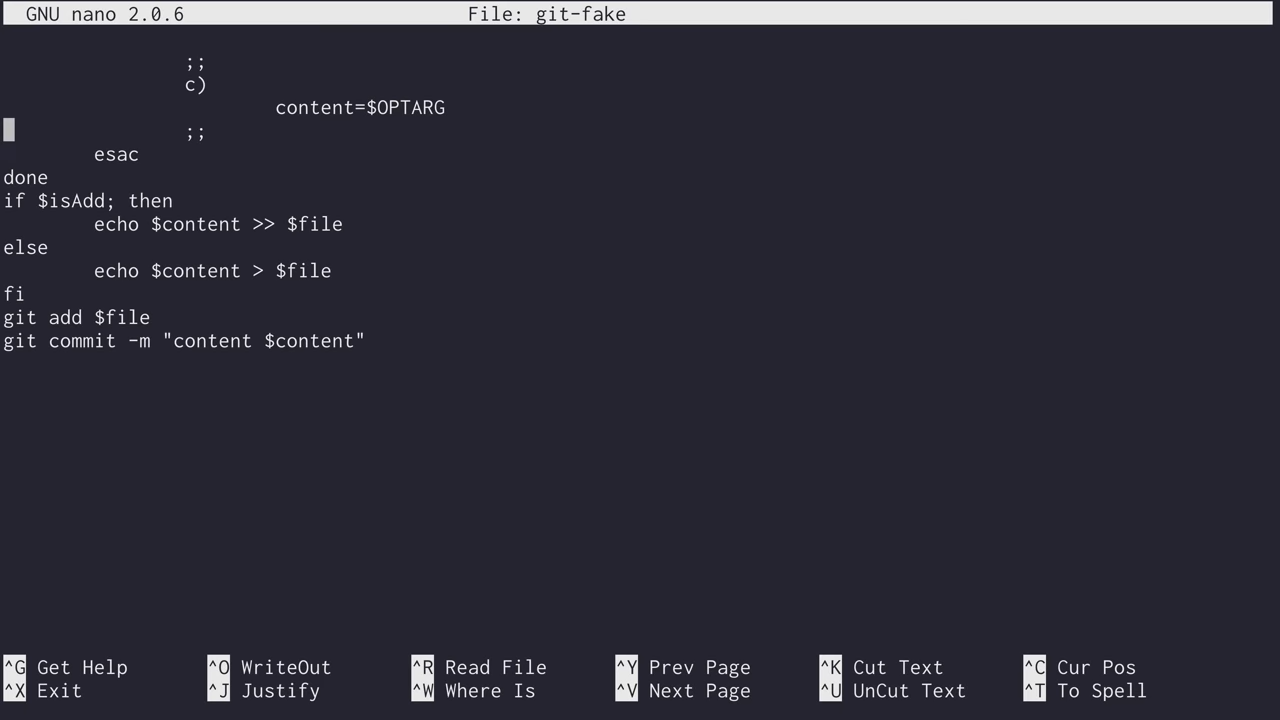 GNU nano 2.0.6 File: git-fake
;;
c)
content=$OPTARG
;;
esac
done
if $isAdd; then
echo $content >> $file
else
echo $content > $file
fi
git add $file
git commit -m "content $content"
^G Get Help ^O WriteOut ^R Read File ^Y Prev Page ^K Cut Text ^C Cur Pos
^X Exit ^J Justify ^W Where Is ^V Next Page ^U UnCut Text ^T To Spell